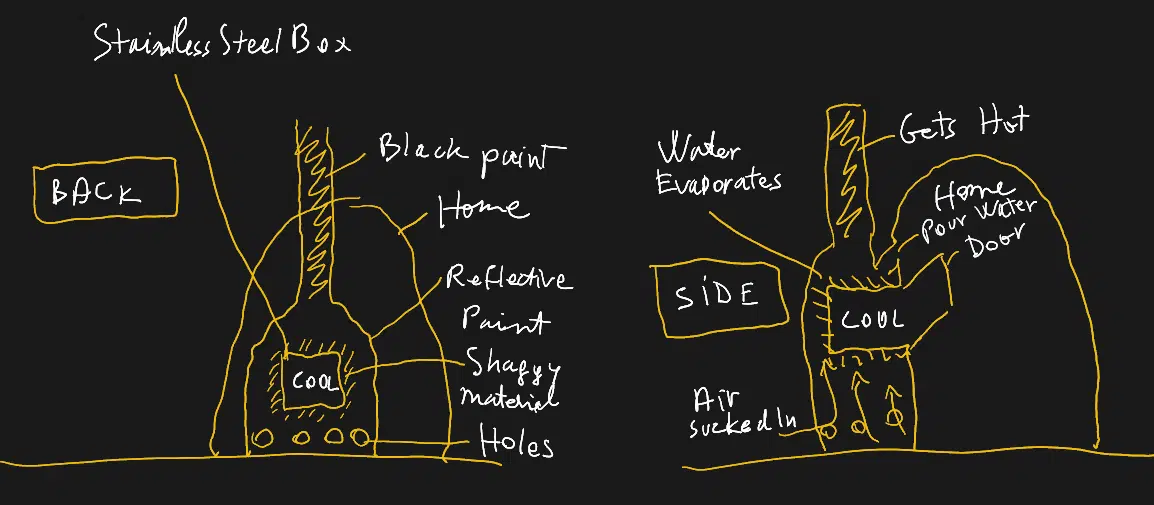 Stainless Steel Box
BACK
Black paint
Home
Reflective
Paint
Shaggy
material
COOL
Holes
Gets Hot
Water
Evaporates
Home
Pour Water
Door
SiDE
COOL
Air
sucked In